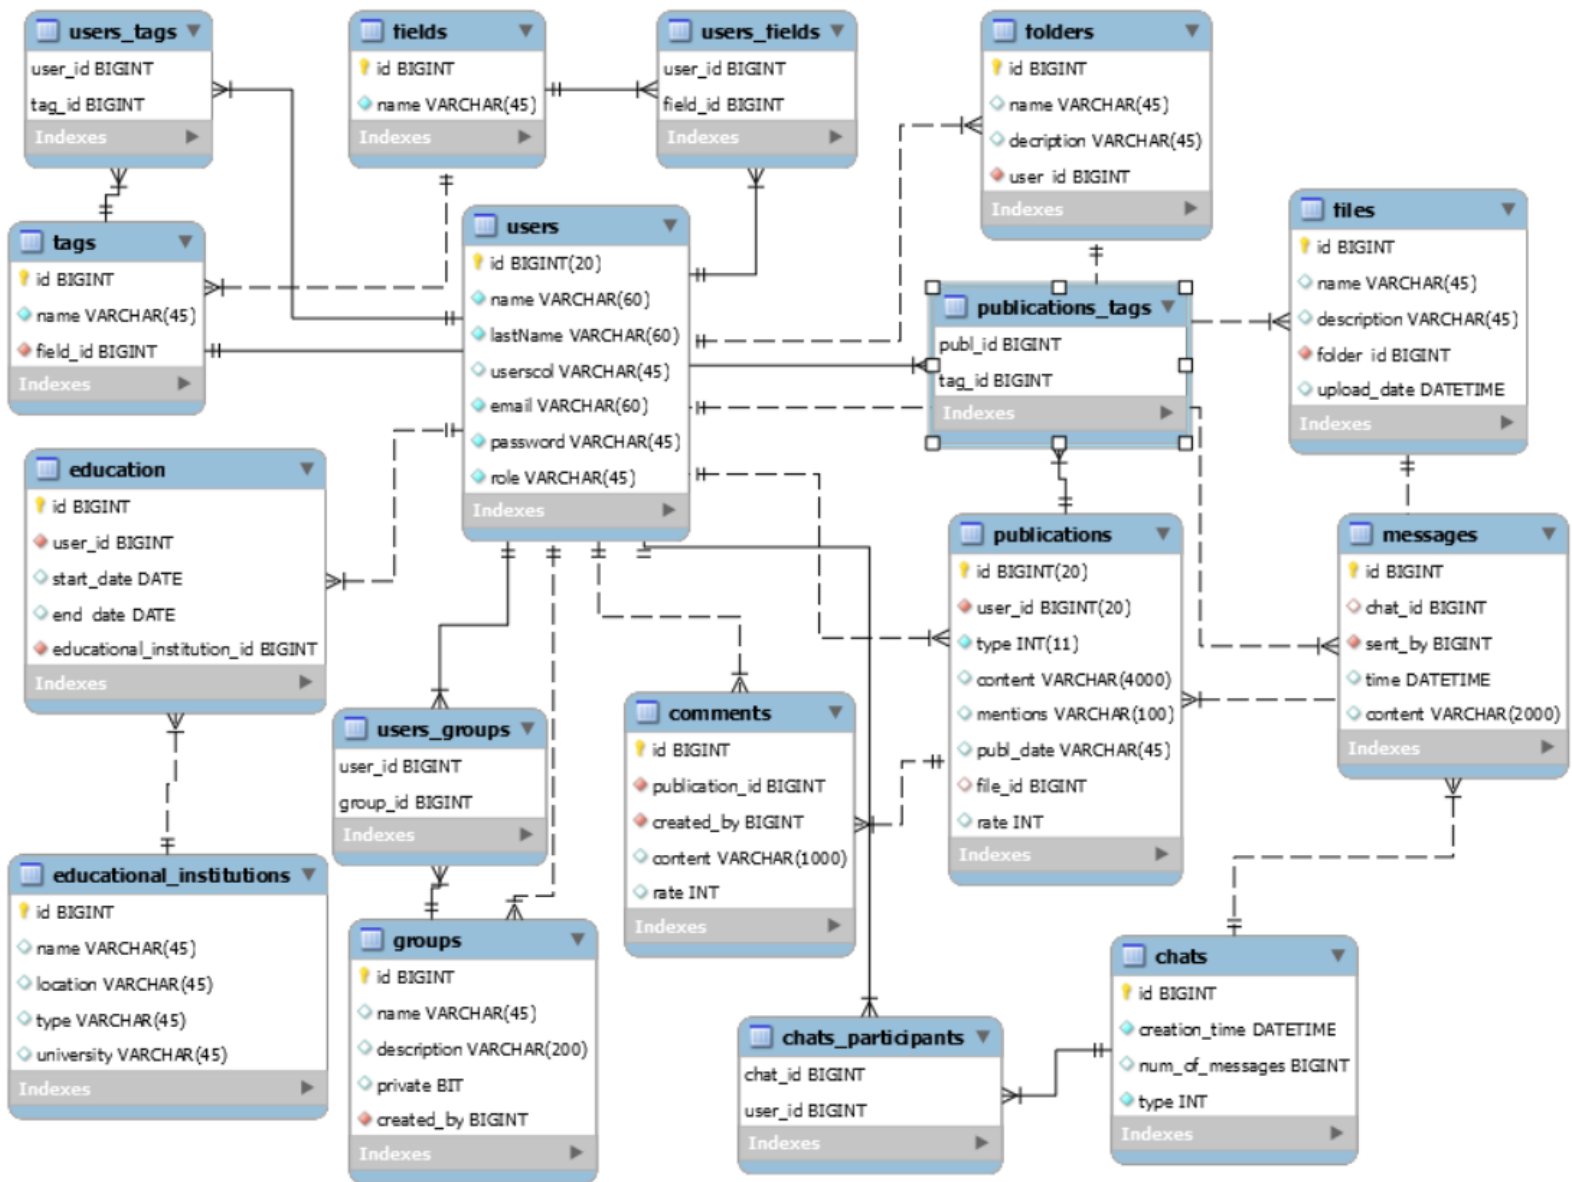 users_tags
user_id BIGINT
tag_id BIGINT
Indexes
fields
id BIGINT
name VARCHAR(45)
Indexes
users_fields
user_id BIGINT
field_id BIGINT
Indexes
folders
id BIGINT
name VARCHAR(45)
decription VARCHAR(45)
user_id BIGINT
Indexes
tags
id BIGINT
name VARCHAR(45)
field_id BIGINT
Indexes
users
id BIGINT(20)
name VARCHAR(60)
lastName VARCHAR(60)
userscol VARCHAR(45)
email VARCHAR(60)
password VARCHAR(45)
role VARCHAR(45)
Indexes
publications_tags
publ_id BIGINT
tag_id BIGINT
Indexes
files
id BIGINT
name VARCHAR(45)
description VARCHAR(45)
folder_id BIGINT
upload_date DATETIME
Indexes
education
id BIGINT
user_id BIGINT
start_date DATE
end_date DATE
educational_institution_id BIGINT
Indexes
users_groups
user_id BIGINT
group_id BIGINT
Indexes
comments
id BIGINT
publication_id BIGINT
created_by BIGINT
content VARCHAR(1000)
rate INT
Indexes
publications
id BIGINT(20)
user_id BIGINT(20)
type INT(11)
content VARCHAR(4000)
mentions VARCHAR(100)
publ_date VARCHAR(45)
file_id BIGINT
rate INT
Indexes
messages
id BIGINT
chat_id BIGINT
sent_by BIGINT
time DATETIME
content VARCHAR(2000)
Indexes
educational_institutions
id BIGINT
name VARCHAR(45)
location VARCHAR(45)
type VARCHAR(45)
university VARCHAR(45)
Indexes
groups
id BIGINT
name VARCHAR(45)
description VARCHAR(200)
private BIT
created_by BIGINT
Indexes
chats_participants
chat_id BIGINT
user_id BIGINT
Indexes
chats
id BIGINT
creation_time DATETIME
num_of_messages BIGINT
type INT
Indexes